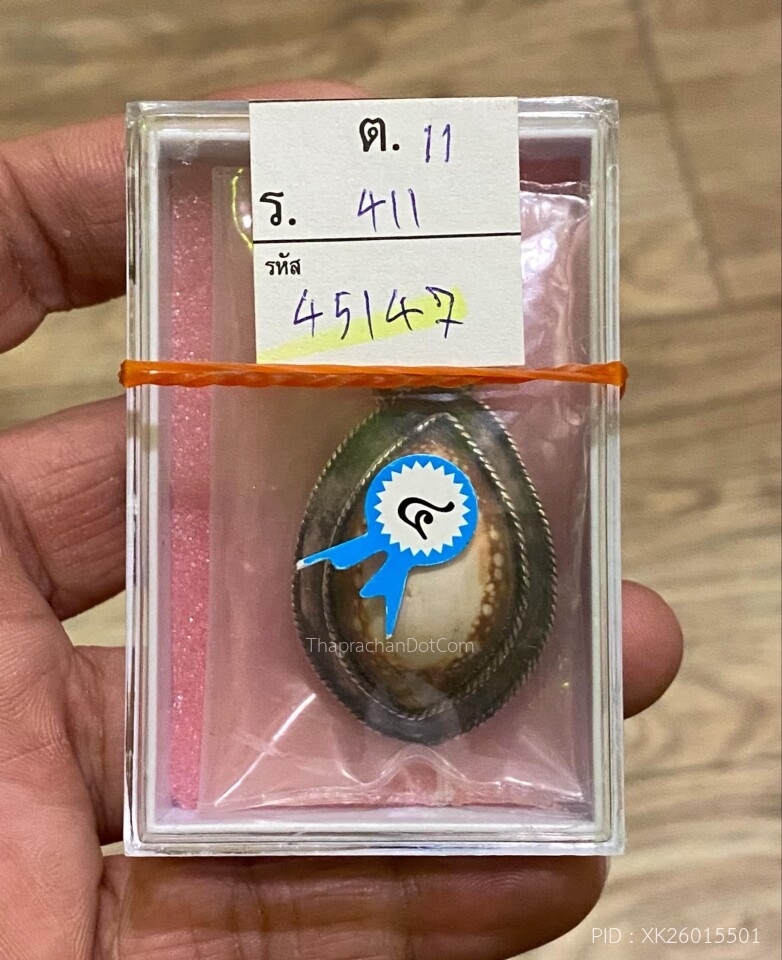 ต. 11
ร. 411
รหัส
45147
๔
ThaprachanDotCom
PID : XK26015501